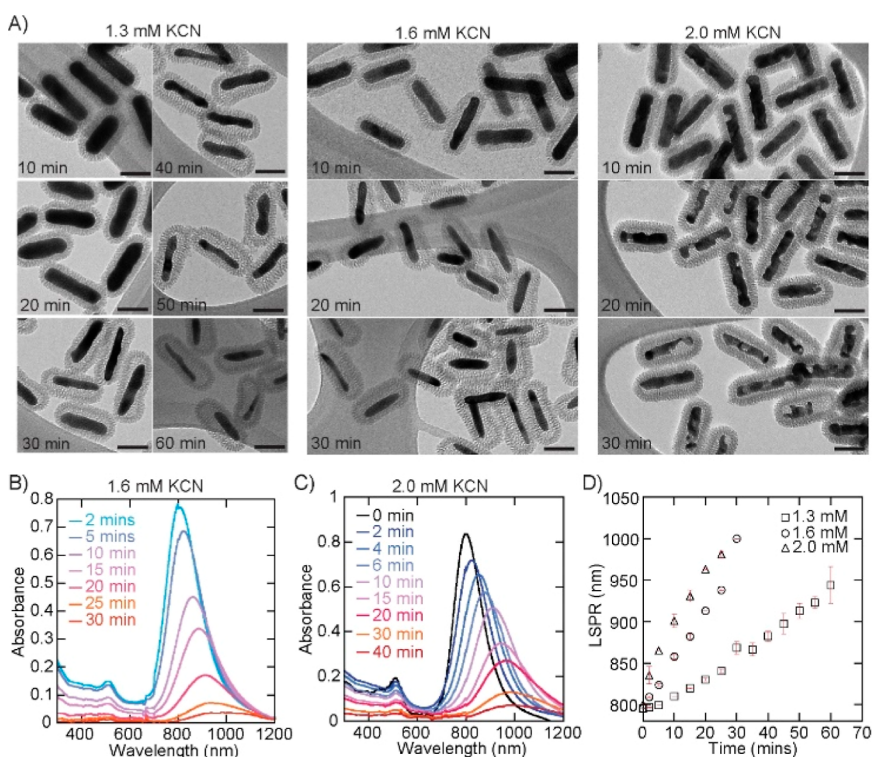 A)
1.3 mM KCN
1.6 mM KCN
2.0 mM KCN
10 min
40 min
10 min
10 min
20 min
50 min
20 min
20 min
30 min
60 min
30 min
30 min
B)
1.6 mM KCN
0.8
0.7
0.6
0.5
0.4
0.3
0.2
0.1
0
Absorbance
2 mins
5 mins
10 min
15 min
20 min
25 min
30 min
300 600 900 1200
Wavelength (nm)
C)
2.0 mM KCN
1
0.8
0.6
0.4
0.2
0
Absorbance
0 min
2 min
4 min
6 min
10 min
15 min
20 min
30 min
40 min
400 600 800 1000 1200
Wavelength (nm)
D)
1050
1000
950
900
850
800
LSPR (nm)
1.3 mM
1.6 mM
2.0 mM
0 10 20 30 40 50 60 70
Time (mins)